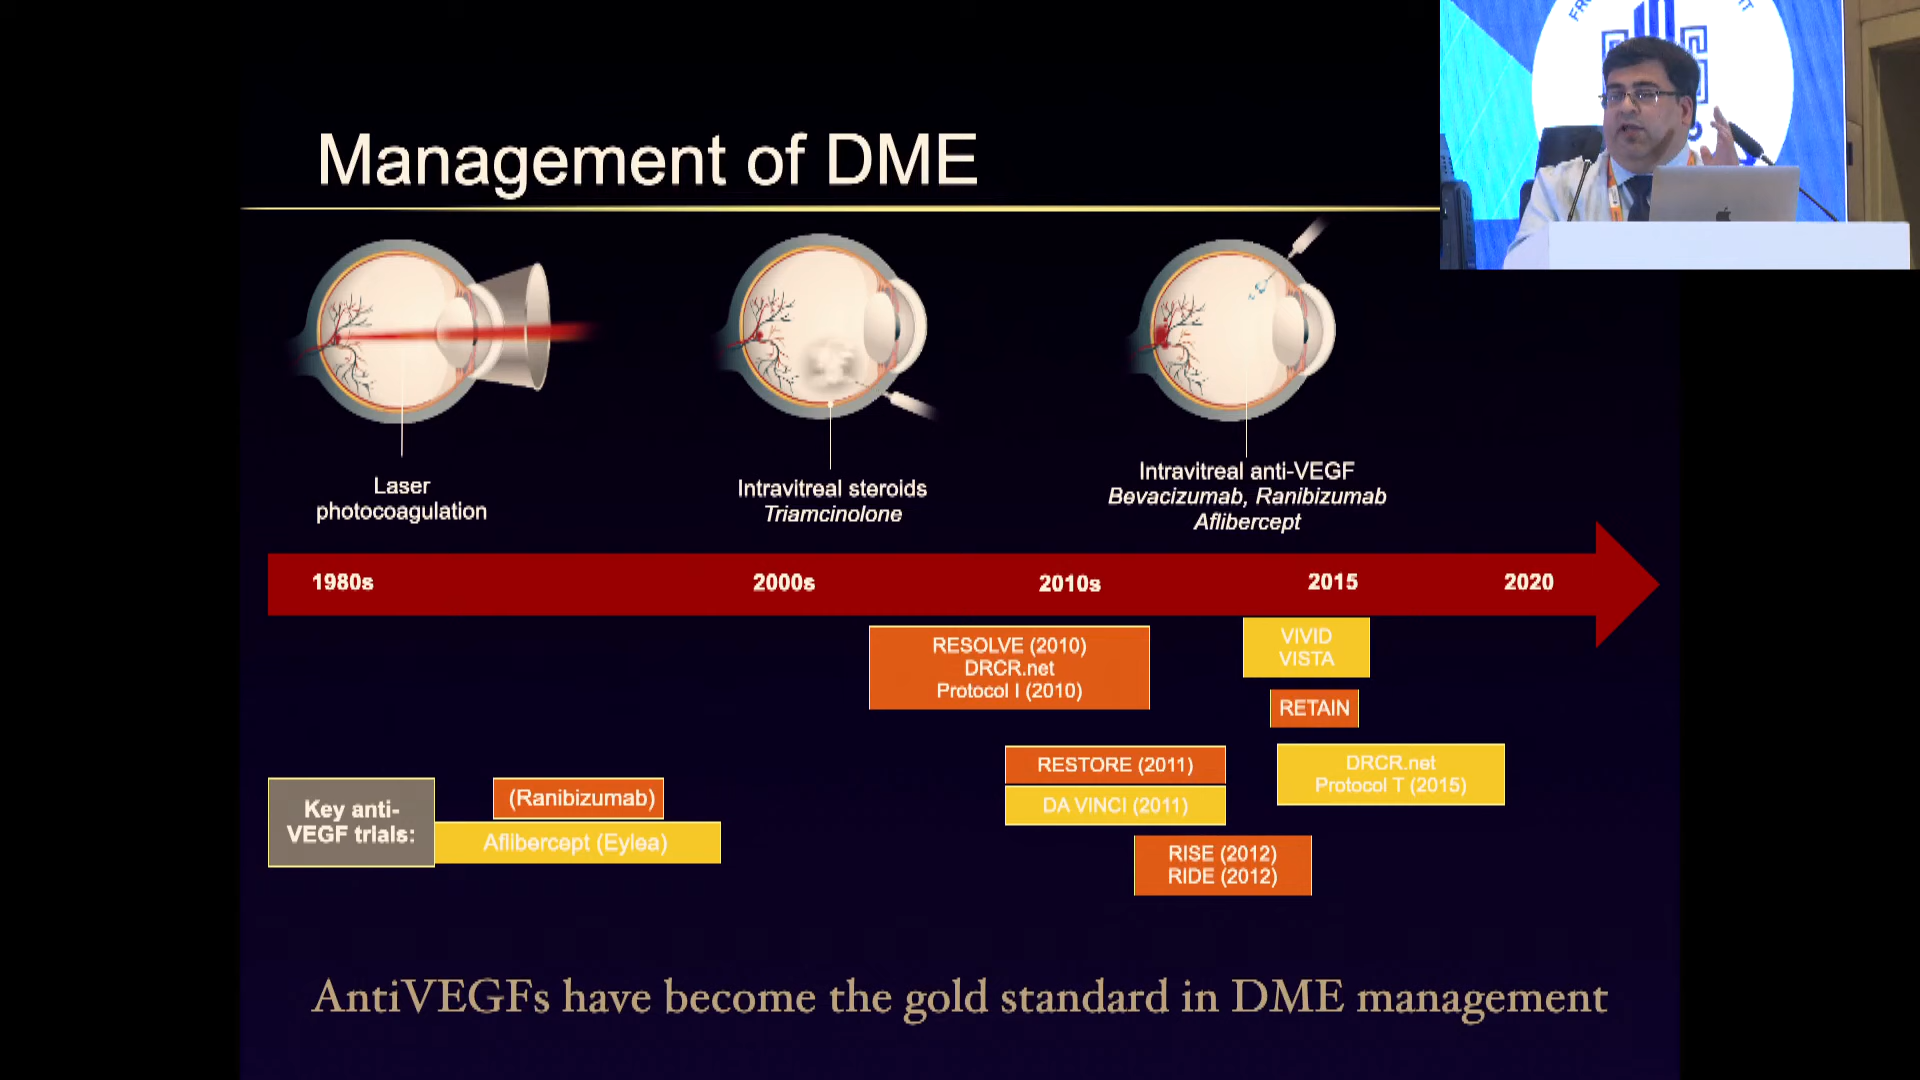 Management of DME
Laser
photocoagulation
Intravitreal steroids
Triamcinolone
Intravitreal anti-VEGF
Bevacizumab, Ranibizumab
Aflibercept
1980s
2000s
2010s
2015
2020
RESOLVE (2010)
DRCR.net
Protocol I (2010)
VIVID
VISTA
RETAIN
RESTORE (2011)
DA VINCI (2011)
DRCR.net
Protocol T (2015)
RISE (2012)
RIDE (2012)
Key anti-
VEGF trials:
(Ranibizumab)
Aflibercept (Eylea)
AntiVEGFs have become the gold standard in DME management